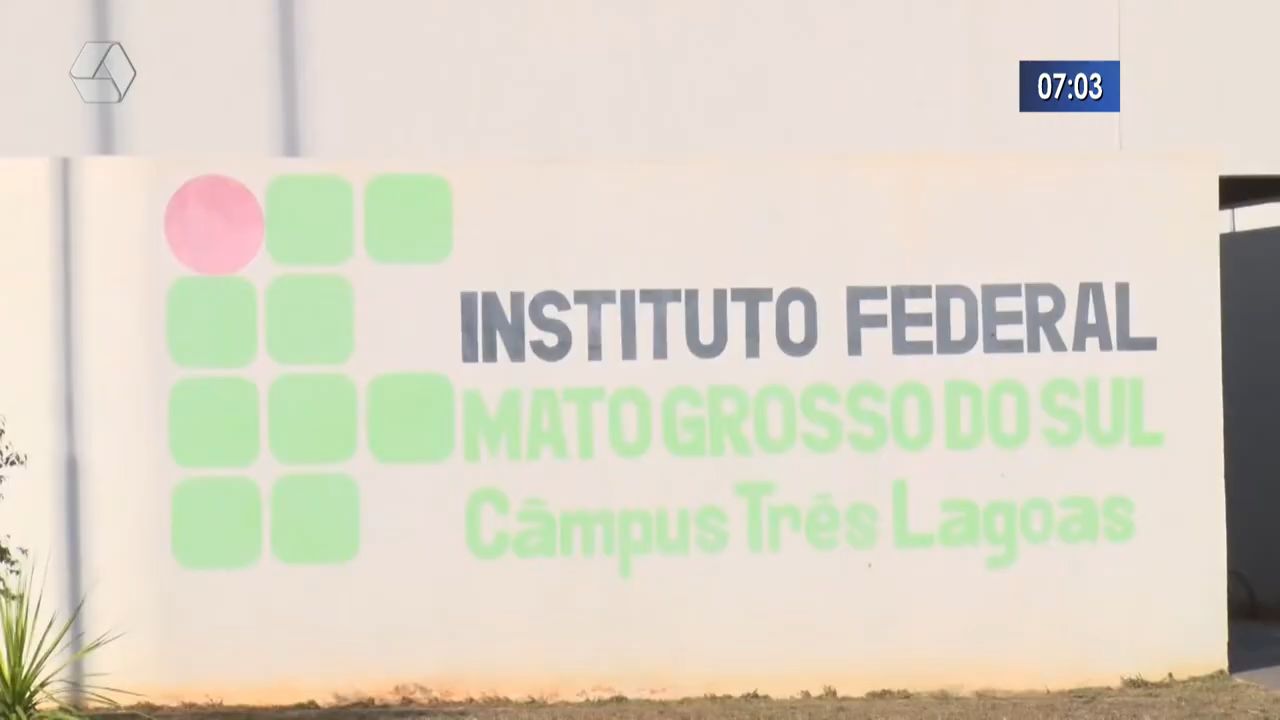 07:03
INSTITUTO FEDERAL
MATO GROSSO DO SUL
Câmpus Três Lagoas